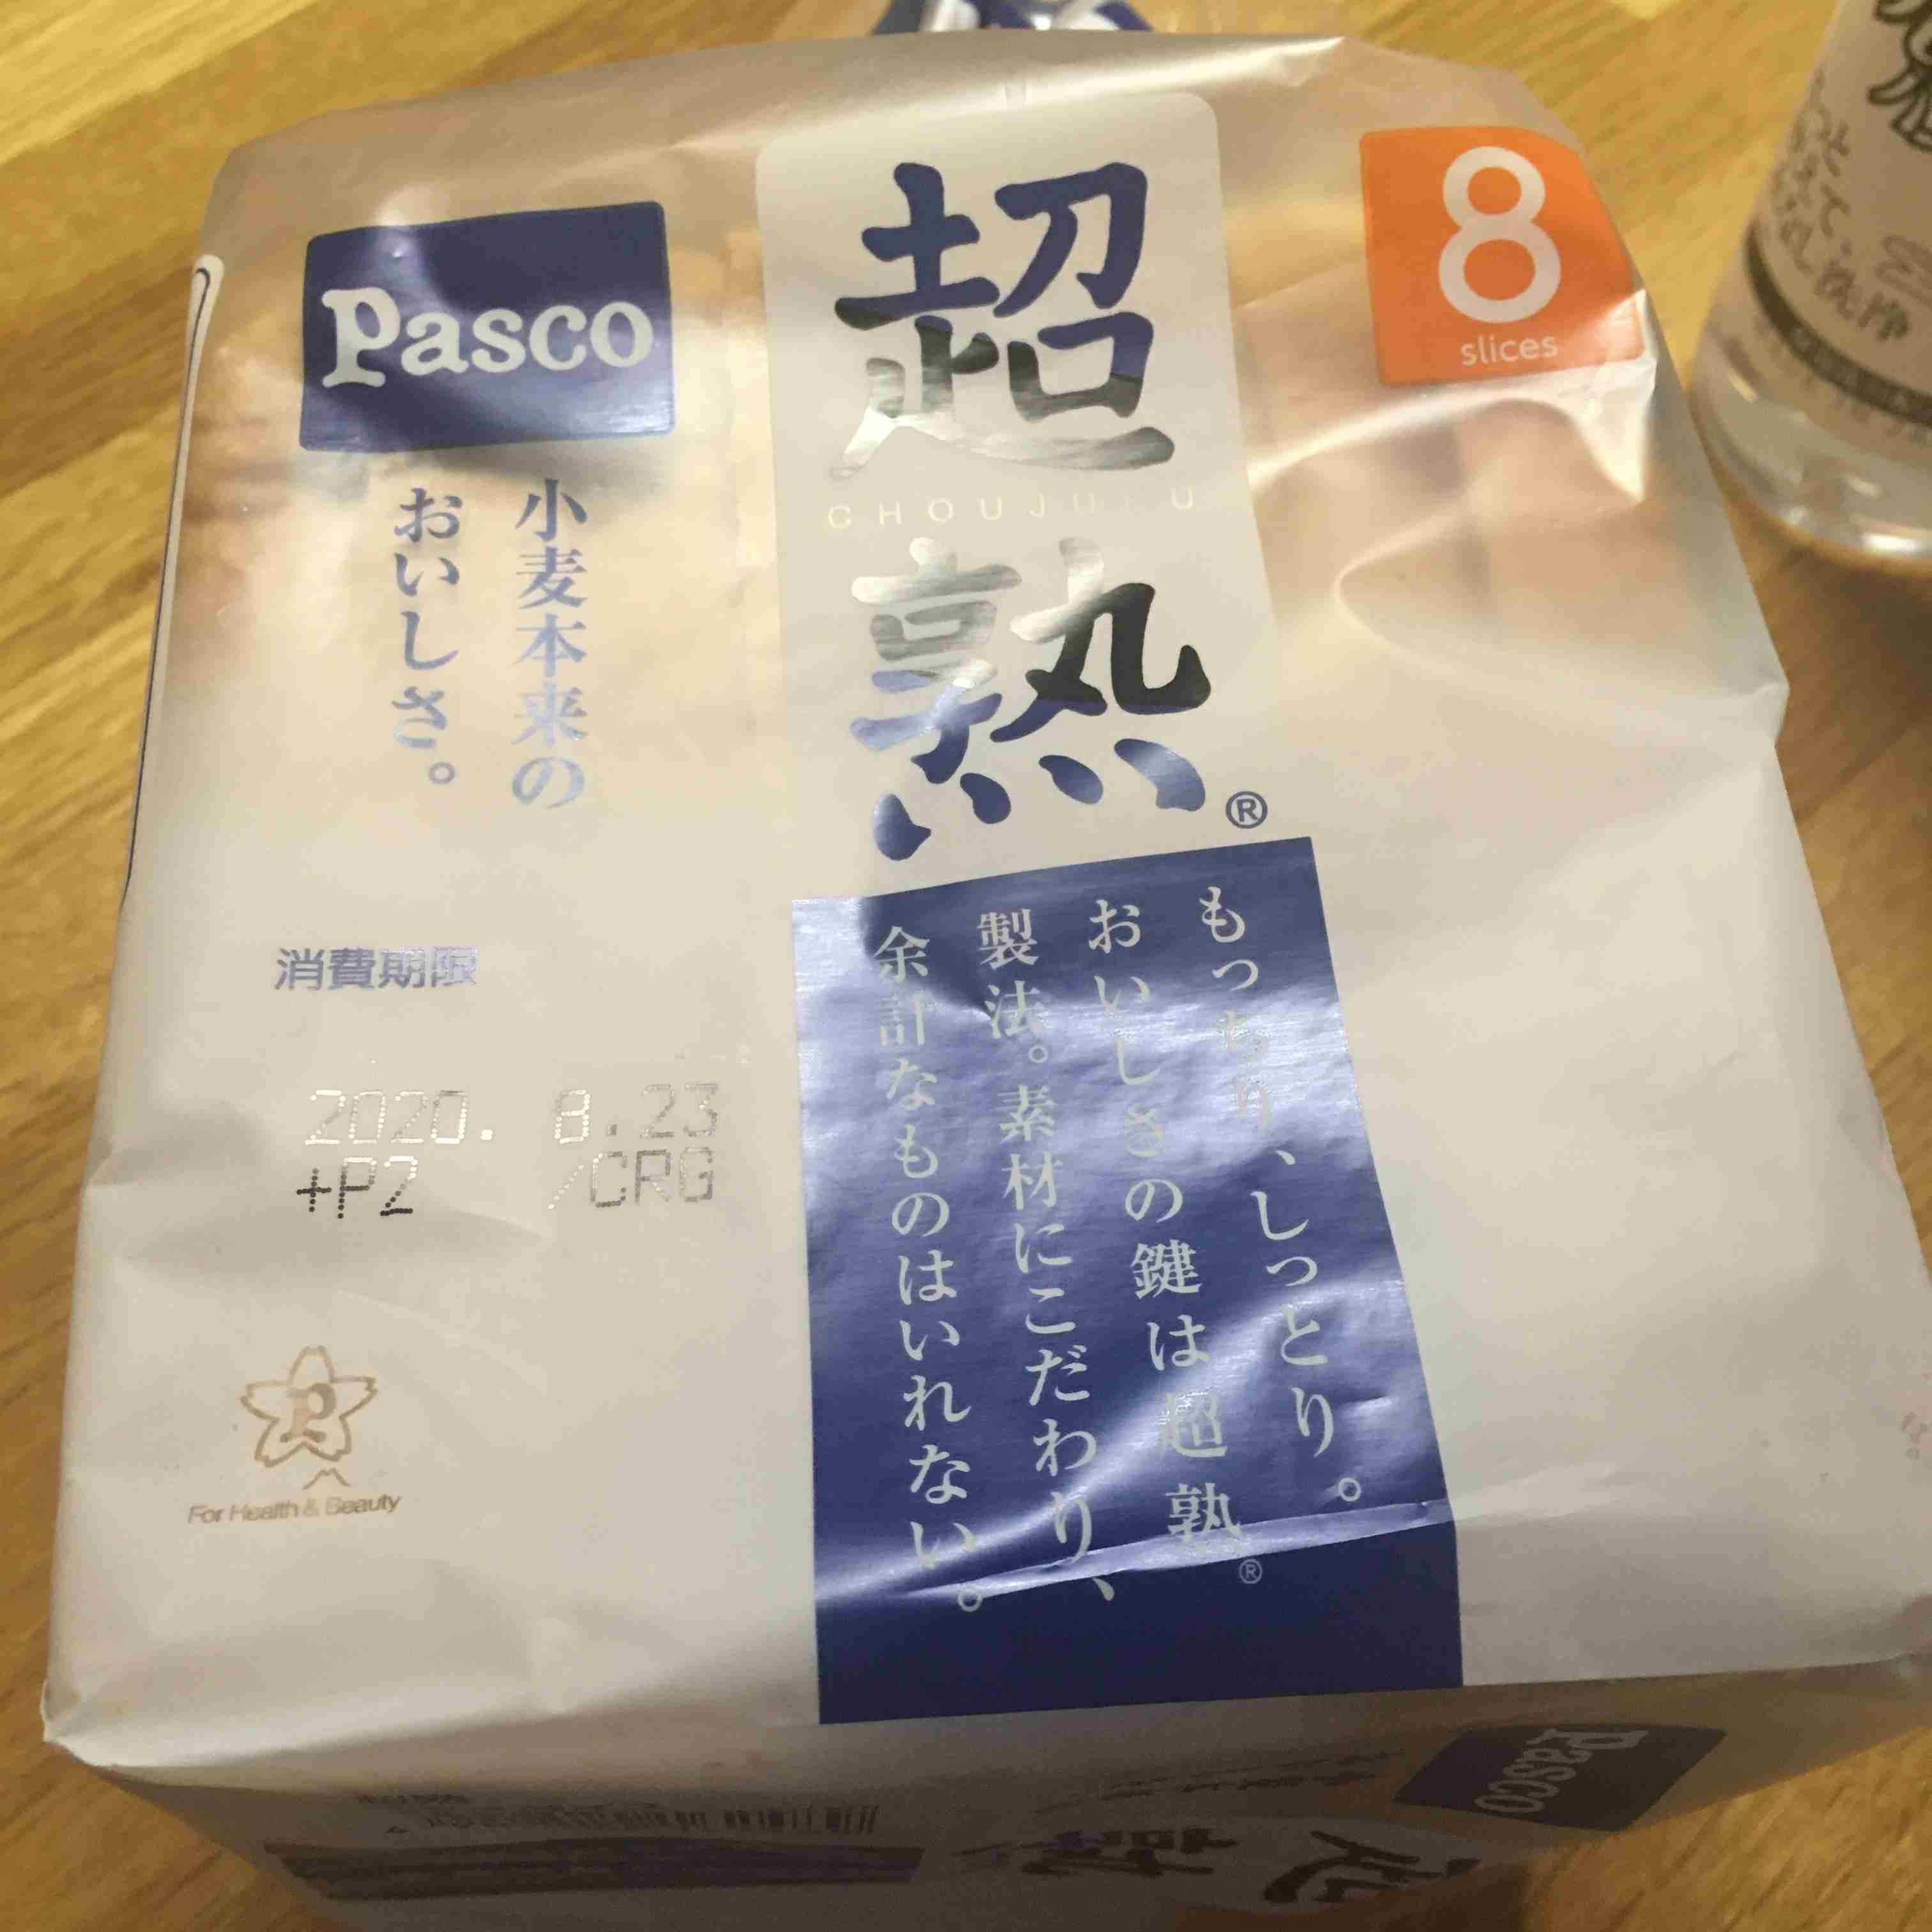 Pasco
超熟
CHOUJUKU
®
8
slices
小麦本来の
おいしさ。
もっちり、しっとり。
おいしさの鍵は超熟®
製法。素材にこだわり、
余計なものはいれない。
消費期限
2020. 8.23
+P2 /CRG
P
For Health & Beauty
Pasco